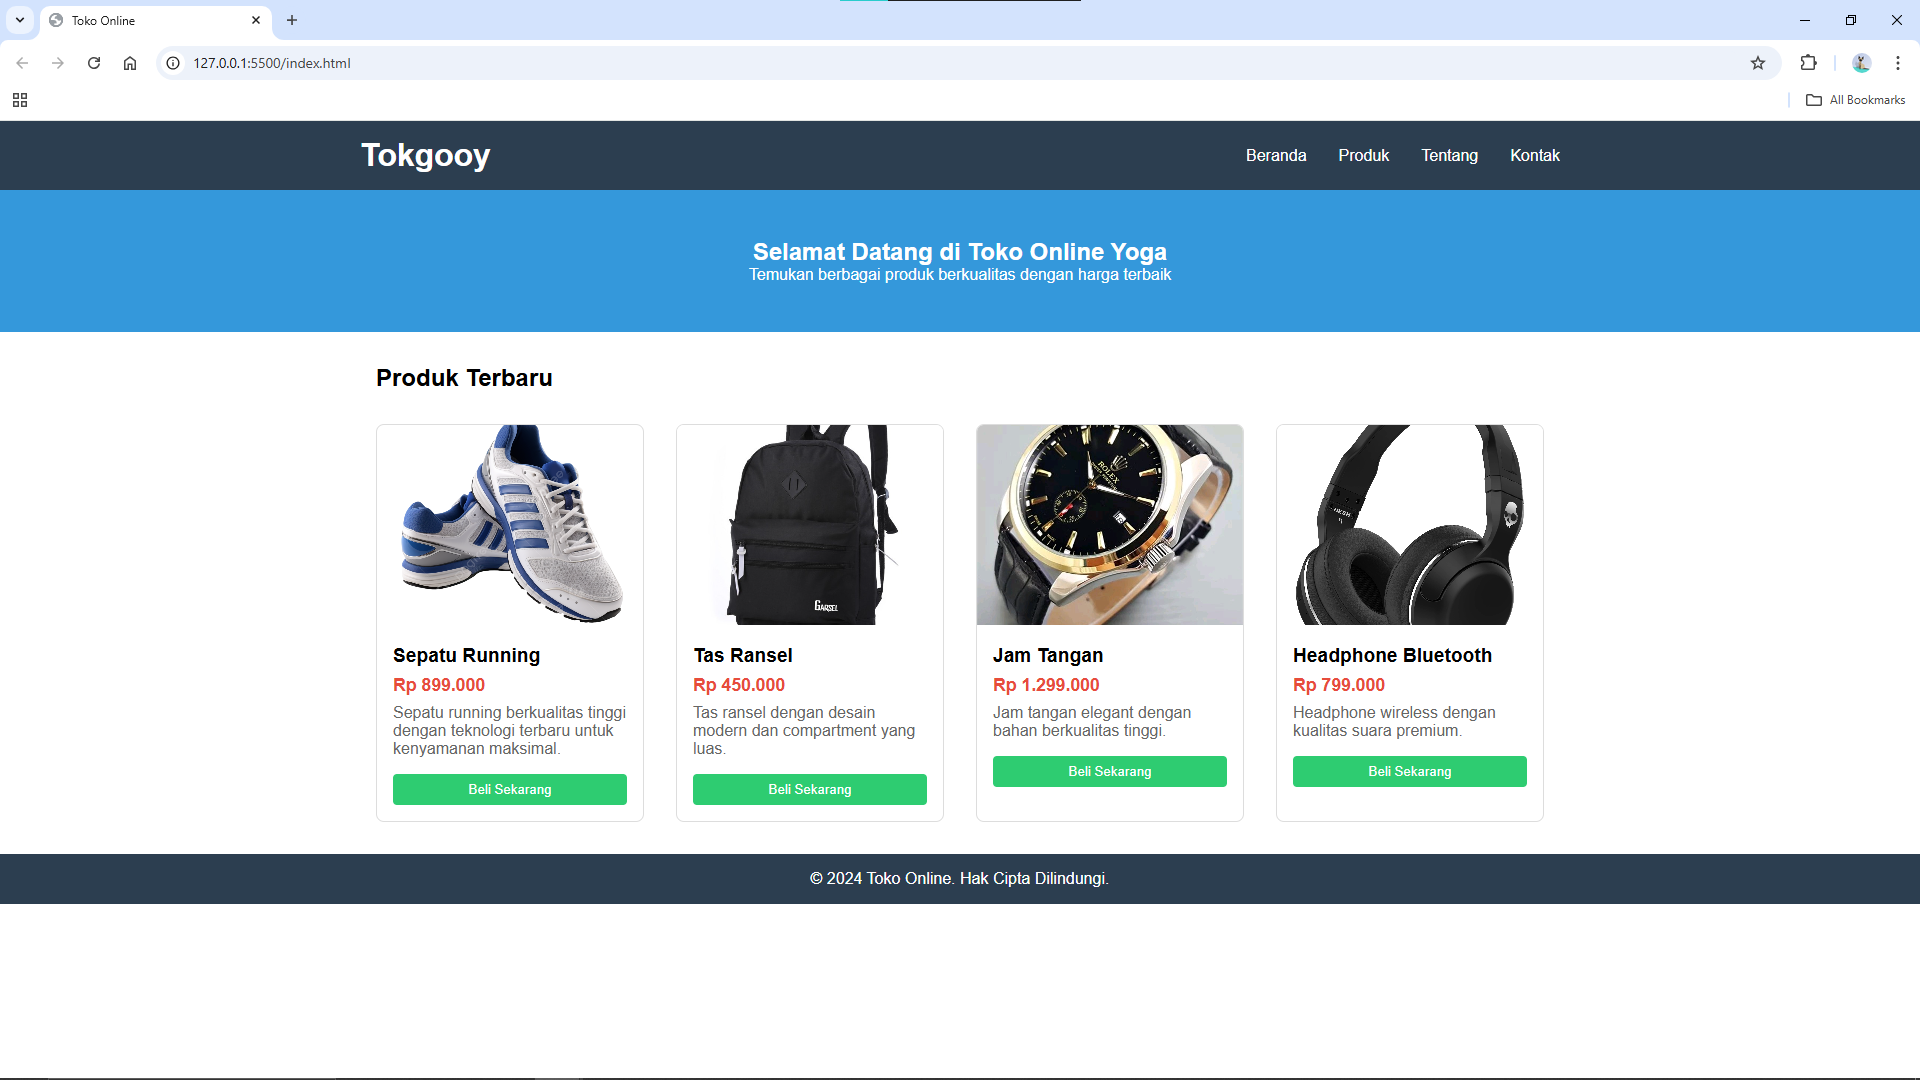 Toko Online
127.0.0.1:5500/index.html
All Bookmarks
Tokgooy
Beranda
Produk
Tentang
Kontak
Selamat Datang di Toko Online Yoga
Temukan berbagai produk berkualitas dengan harga terbaik
Produk Terbaru
GARSEL
ROLEX
Sepatu Running
Rp 899.000
Sepatu running berkualitas tinggi
dengan teknologi terbaru untuk
kenyamanan maksimal.
Beli Sekarang
Tas Ransel
Rp 450.000
Tas ransel dengan desain
modern dan compartment yang
luas.
Beli Sekarang
Jam Tangan
Rp 1.299.000
Jam tangan elegant dengan
bahan berkualitas tinggi.
Beli Sekarang
Headphone Bluetooth
Rp 799.000
Headphone wireless dengan
kualitas suara premium.
Beli Sekarang
© 2024 Toko Online. Hak Cipta Dilindungi.